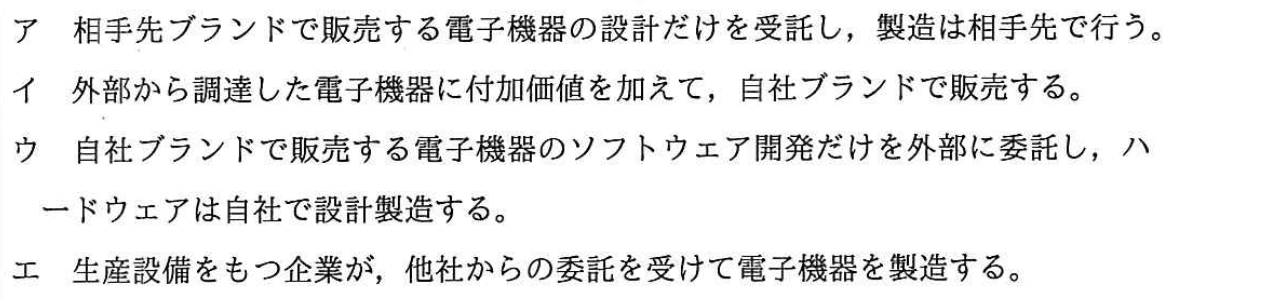 ア 相手先ブランドで販売する電子機器の設計だけを受託し，製造は相手先で行う。
イ 外部から調達した電子機器に付加価値を加えて，自社ブランドで販売する。
ウ 自社ブランドで販売する電子機器のソフトウェア開発だけを外部に委託し，ハ
ードウェアは自社で設計製造する。
エ 生産設備をもつ企業が，他社からの委託を受けて電子機器を製造する。